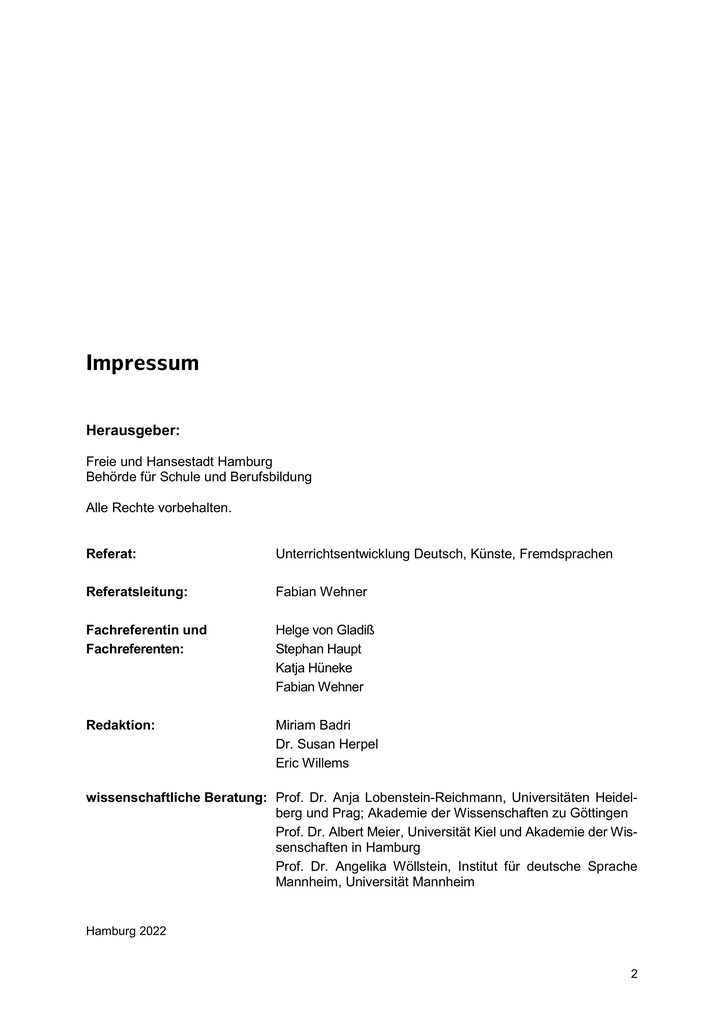 Impressum
Herausgeber:
Freie und Hansestadt Hamburg
Behörde für Schule und Berufsbildung
Alle Rechte vorbehalten.
Referat: Unterrichtsentwicklung Deutsch, Künste, Fremdsprachen
Referatsleitung: Fabian Wehner
Fachreferentin und Helge von Gladiß
Fachreferenten: Stephan Haupt
Katja Hüneke
Fabian Wehner
Redaktion: Miriam Badri
Dr. Susan Herpel
Eric Willems
wissenschaftliche Beratung: Prof. Dr. Anja Lobenstein-Reichmann, Universitäten Heidel-
berg und Prag; Akademie der Wissenschaften zu Göttingen
Prof. Dr. Albert Meier, Universität Kiel und Akademie der Wis-
senschaften in Hamburg
Prof. Dr. Angelika Wöllstein, Institut für deutsche Sprache
Mannheim, Universität Mannheim
Hamburg 2022
2